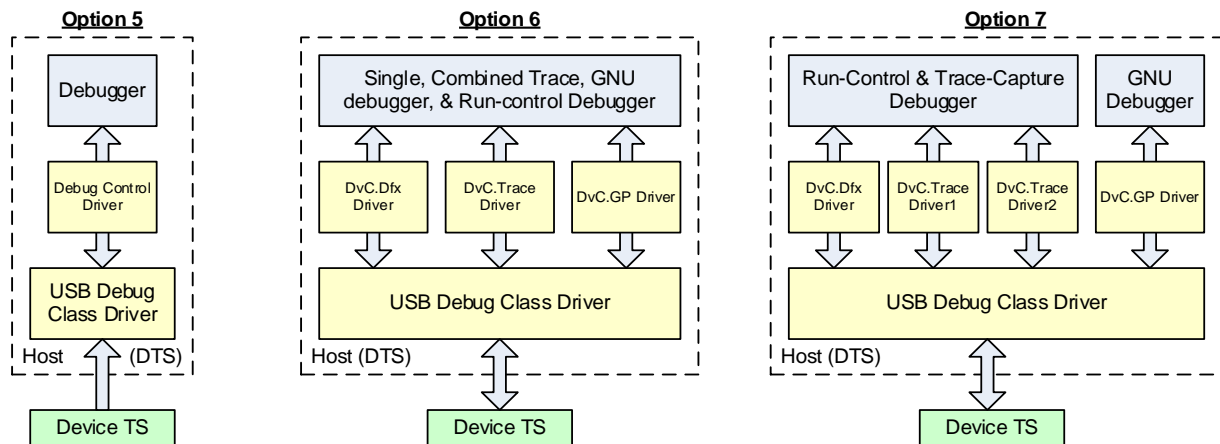 Option 5
Debugger
Debug Control
Driver
USB Debug
Class Driver
Host (DTS)
Device TS
Option 6
Single, Combined Trace, GNU
debugger, & Run-control Debugger
DvC.Dfx
Driver
DvC.Trace
Driver
DvC.GP Driver
USB Debug Class Driver
Host (DTS)
Device TS
Option 7
Run-Control & Trace-Capture
Debugger
GNU
Debugger
DvC.Dfx
Driver
DvC.Trace
Driver1
DvC.Trace
Driver2
DvC.GP Driver
USB Debug Class Driver
Host (DTS)
Device TS